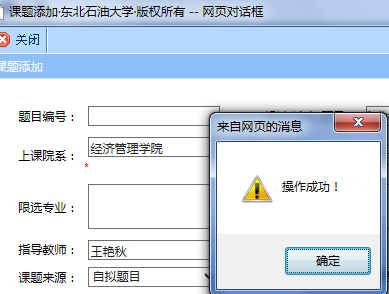 课题添加·东北石油大学·版权所有 -- 网页对话框
关闭
课题添加
题目编号：
上课院系： 经济管理学院
*
限选专业：
指导教师： 王艳秋
课题来源： 自拟题目
来自网页的消息
操作成功！
确定